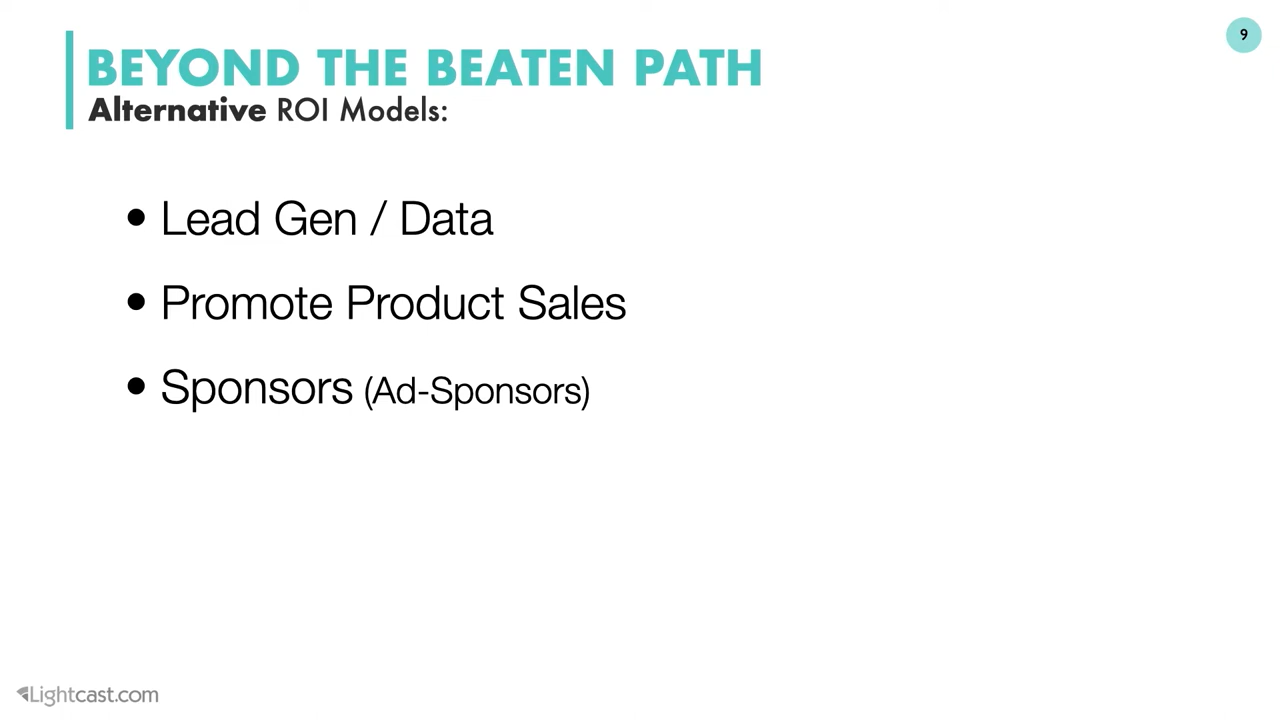 BEYOND THE BEATEN PATH
9
Alternative ROI Models:
• Lead Gen / Data
• Promote Product Sales
• Sponsors (Ad-Sponsors)
Lightcast.com